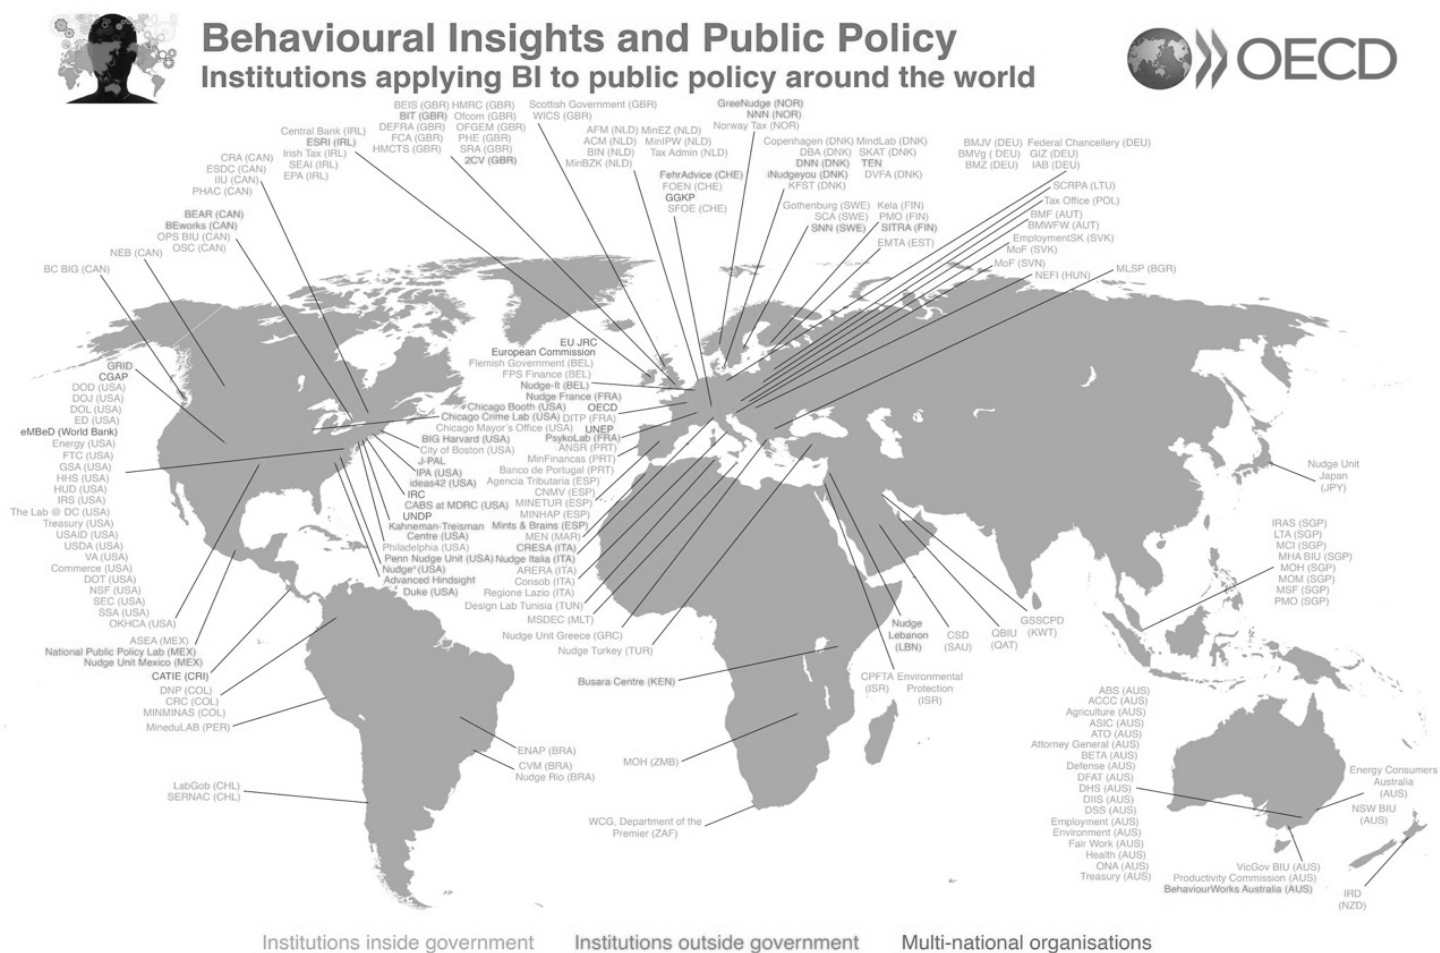 Behavioural Insights and Public Policy
Institutions applying BI to public policy around the world
OECD
BEIS (GBR) HMRC (GBR)
BIT (GBR) Ofcom (GBR)
DEFRA (GBR) OFGEM (GBR)
FCA (GBR) PHE (GBR)
HMCTS (GBR) SRA (GBR)
2CV (GBR)
Scottish Government (GBR)
WICS (GBR)
GreeNudge (NOR)
NNN (NOR)
Norway Tax (NOR)
Central Bank (IRL)
ESRI (IRL)
Irish Tax (IRL)
SEAI (IRL)
EPA (IRL)
AFM (NLD) MinEZ (NLD)
ACM (NLD) MinIPW (NLD)
BIN (NLD) Tax Admin (NLD)
MinBZK (NLD)
Copenhagen (DNK) MindLab (DNK)
DBA (DNK) SKAT (DNK)
DNN (DNK) TEN
iNudgeyou (DNK) DVFA (DNK)
KFST (DNK)
BMJV (DEU) Federal Chancellery (DEU)
BMVg ( DEU) GIZ (DEU)
BMZ (DEU) IAB (DEU)
CRA (CAN)
ESDC (CAN)
IIU (CAN)
PHAC (CAN)
FehrAdvice (CHE)
FOEN (CHE)
GGKP
SFOE (CHE)
SCRPA (LTU)
Tax Office (POL)
BMF (AUT)
BMWFW (AUT)
EmploymentSK (SVK)
MoF (SVK)
MoF (SVN)
NEFI (HUN)
MLSP (BGR)
Gothenburg (SWE) Kela (FIN)
SCA (SWE) PMO (FIN)
SNN (SWE) SITRA (FIN)
EMTA (EST)
BEAR (CAN)
BEworks (CAN)
OPS BIU (CAN)
OSC (CAN)
NEB (CAN)
BC BIG (CAN)
EU JRC
European Commission
Flemish Government (BEL)
FPS Finance (BEL)
Nudge-It (BEL)
Nudge France (FRA)
OECD
DITP (FRA)
UNEP
PsykoLab (FRA)
ANSR (PRT)
MinFinancas (PRT)
Banco de Portugal (PRT)
Agencia Tributaria (ESP)
CNMV (ESP)
MINETUR (ESP)
MINHAP (ESP)
Mints & Brains (ESP)
MEN (MAR)
CRESA (ITA)
Nudge Italia (ITA)
ARERA (ITA)
Consob (ITA)
Regione Lazio (ITA)
Design Lab Tunisia (TUN)
MSDEC (MLT)
Nudge Unit Greece (GRC)
Nudge Turkey (TUR)
GRID
CGAP
DOD (USA)
DOJ (USA)
DOL (USA)
ED (USA)
eMBeD (World Bank)
Energy (USA)
FTC (USA)
GSA (USA)
HHS (USA)
HUD (USA)
IRS (USA)
The Lab @ DC (USA)
Treasury (USA)
USAID (USA)
USDA (USA)
VA (USA)
Commerce (USA)
DOT (USA)
NSF (USA)
SEC (USA)
SSA (USA)
OKHCA (USA)
Chicago Booth (USA)
Chicago Crime Lab (USA)
Chicago Mayor's Office (USA)
BIG Harvard (USA)
City of Boston (USA)
J-PAL
IPA (USA)
ideas42 (USA)
IRC
CABS at MDRC (USA)
UNDP
Kahneman-Treisman
Centre (USA)
Philadelphia (USA)
Penn Nudge Unit (USA)
Nudge⁴ (USA)
Advanced Hindsight
Duke (USA)
ASEA (MEX)
National Public Policy Lab (MEX)
Nudge Unit Mexico (MEX)
CATIE (CRI)
DNP (COL)
CRC (COL)
MINMINAS (COL)
MineduLAB (PER)
LabGob (CHL)
SERNAC (CHL)
ENAP (BRA)
CVM (BRA)
Nudge Rio (BRA)
Busara Centre (KEN)
MOH (ZMB)
WCG, Department of the
Premier (ZAF)
Nudge
Lebanon
(LBN)
CSD
(SAU)
QBIU
(QAT)
GSSCPD
(KWT)
CPFTA
(ISR)
Environmental
Protection
(ISR)
Nudge Unit
Japan
(JPY)
IRAS (SGP)
LTA (SGP)
MCI (SGP)
MHA BIU (SGP)
MOH (SGP)
MOM (SGP)
MSF (SGP)
PMO (SGP)
ABS (AUS)
ACCC (AUS)
Agriculture (AUS)
ASIC (AUS)
ATO (AUS)
Attorney General (AUS)
BETA (AUS)
Defense (AUS)
DFAT (AUS)
DHS (AUS)
DIIS (AUS)
DSS (AUS)
Employment (AUS)
Environment (AUS)
Fair Work (AUS)
Health (AUS)
ONA (AUS)
Treasury (AUS)
Energy Consumers
Australia
(AUS)
NSW BIU
(AUS)
VicGov BIU (AUS)
Productivity Commission (AUS)
BehaviourWorks Australia (AUS)
IRD
(NZD)
Institutions inside government
Institutions outside government
Multi-national organisations